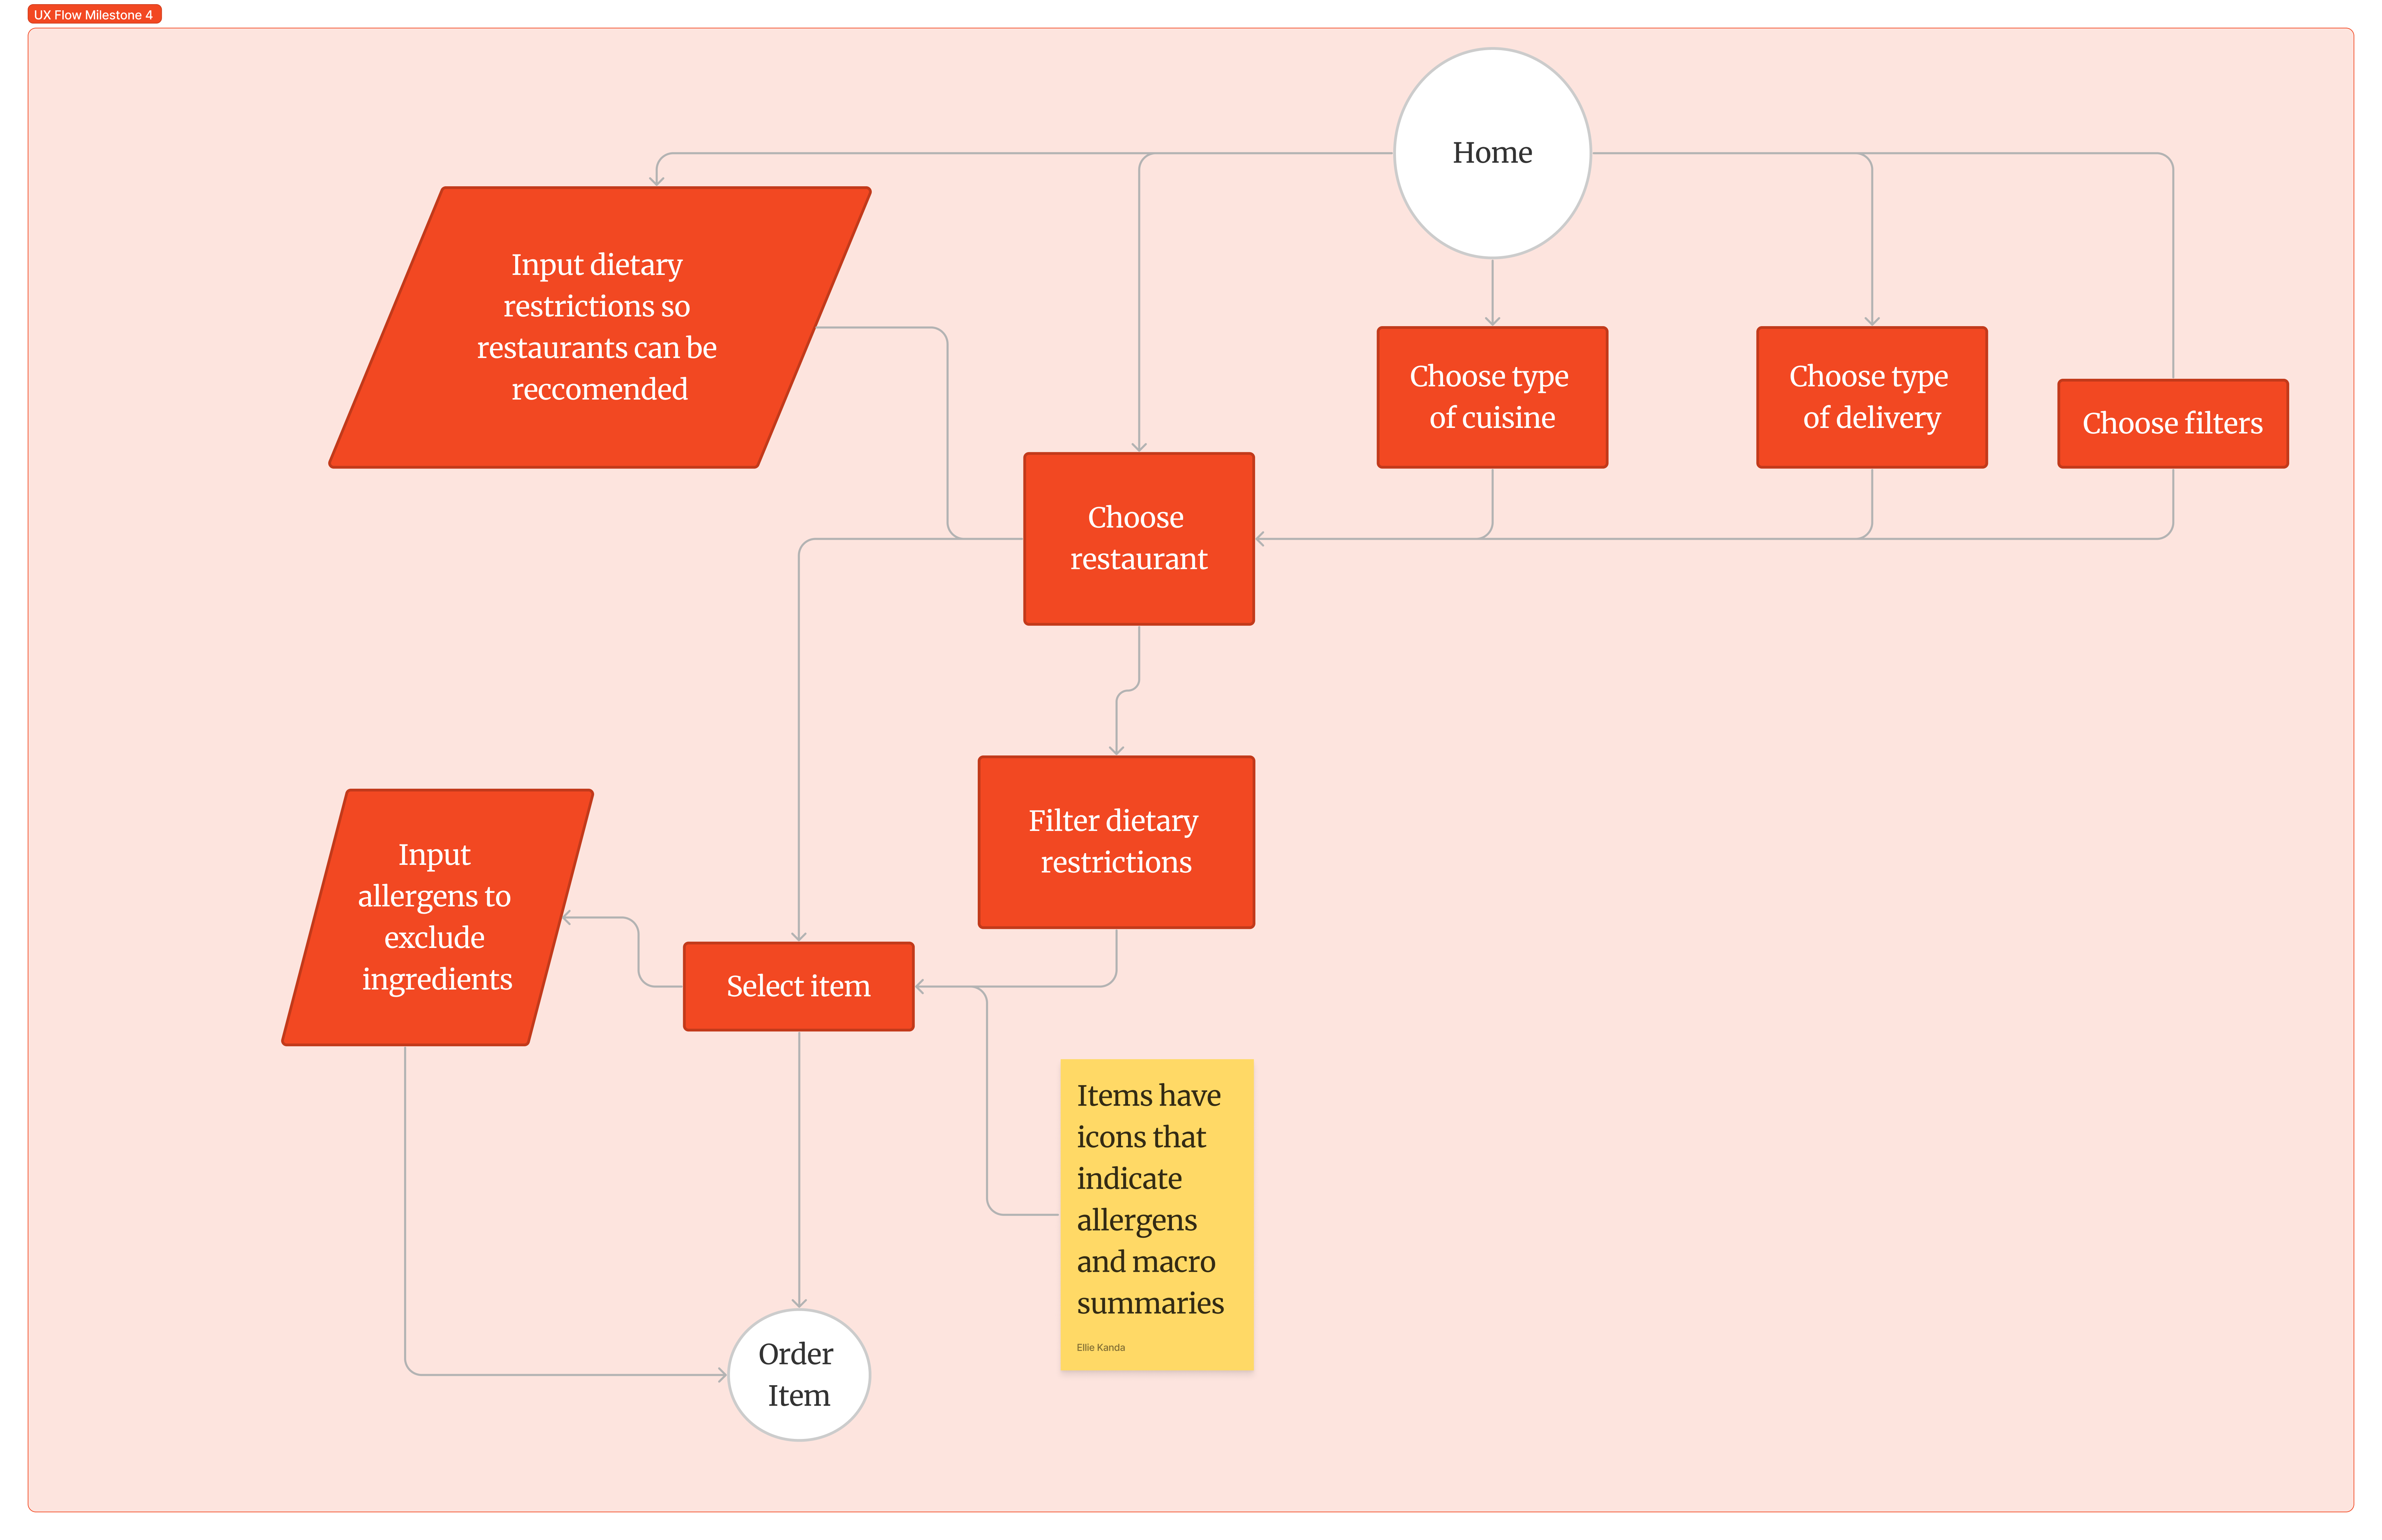 UX Flow Milestone 4
Home
Input dietary
restrictions so
restaurants can be
reccomended
Choose type
of cuisine
Choose type
of delivery
Choose filters
Choose
restaurant
Filter dietary
restrictions
Input
allergens to
exclude
ingredients
Select item
Items have
icons that
indicate
allergens
and macro
summaries
Ellie Kanda
Order
Item